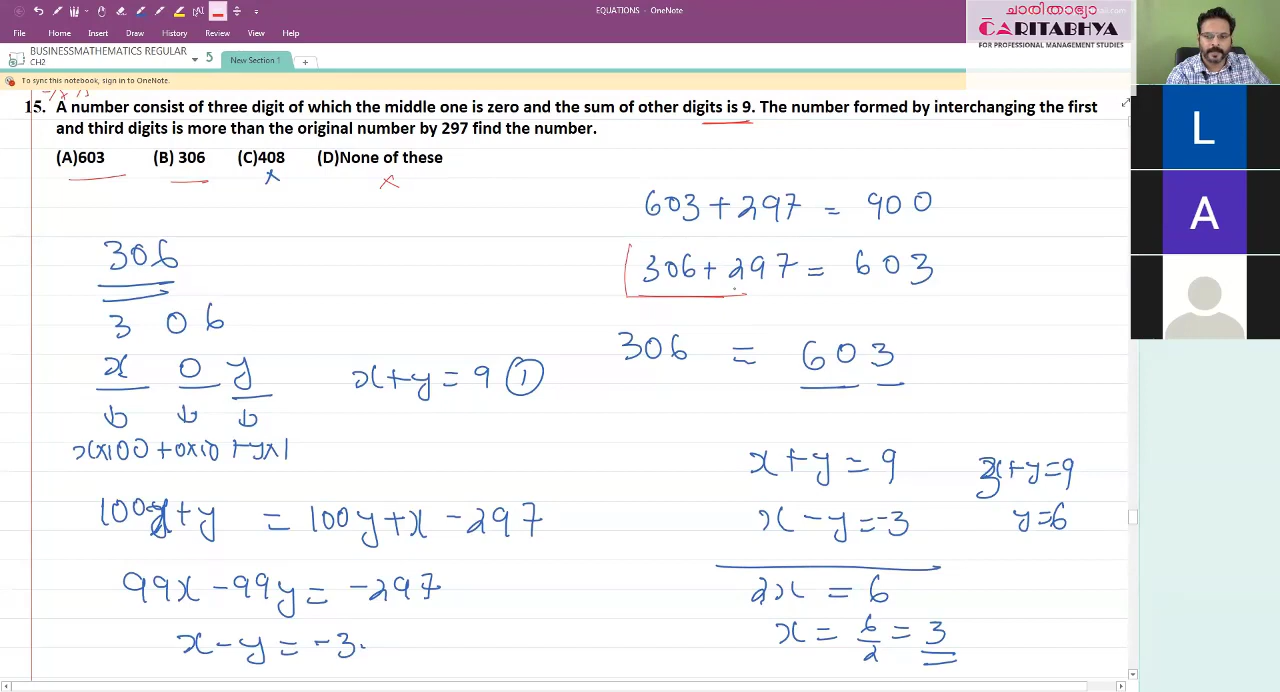 EQUATIONS - OneNote
ചാരിതാഭ്യാ
CARITABHYA
FOR PROFESSIONAL MANAGEMENT STUDIES
File Home Insert Draw History Review View Help
BUSINESSMATHEMATICS REGULAR
CH2
New Section 1
To sync this notebook, sign in to OneNote.
15. A number consist of three digit of which the middle one is zero and the sum of other digits is 9. The number formed by interchanging the first
and third digits is more than the original number by 297 find the number.
(A)603 (B) 306 (C)408 (D)None of these
603 + 297 = 900
306
306 + 297 = 603
3 0 6
306 = 603
x 0 y
x + y = 9 ①
x×100 + 0×10 + y×1
x + y = 9
3x + y = 9
100x + y = 100y + x - 297
x - y = -3
y = 6
99x - 99y = -297
2x = 6
x - y = -3
x = 6/2 = 3
L
A